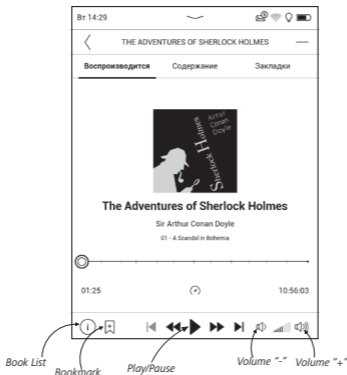 Вт 14:29
THE ADVENTURES OF SHERLOCK HOLMES
Воспроизводится Содержание Закладки
Artur
Conan
Doyle
Sherlock Holmes
The Adventures of Sherlock Holmes
Sir Arthur Conan Doyle
01 - A Scandal in Bohemia
01:25 10:56:03
Book List
Bookmark
Play/Pause
Volume "-" Volume "+"